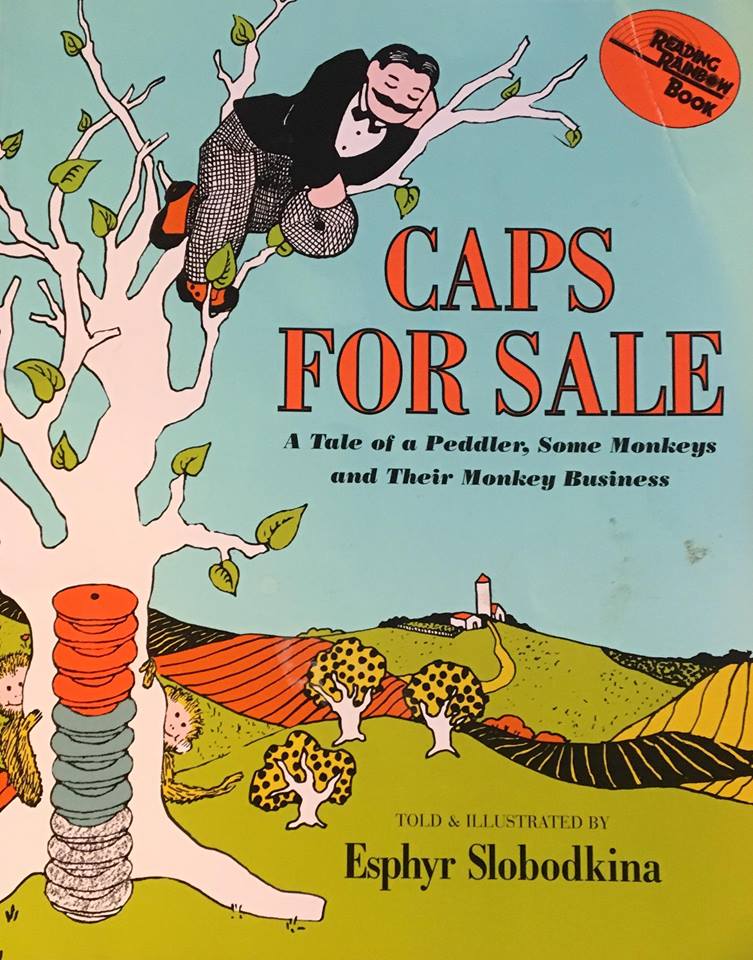 READING
RAINBOW
BOOK
CAPS
FOR SALE
A Tale of a Peddler, Some Monkeys
and Their Monkey Business
TOLD & ILLUSTRATED BY
Esphyr Slobodkina